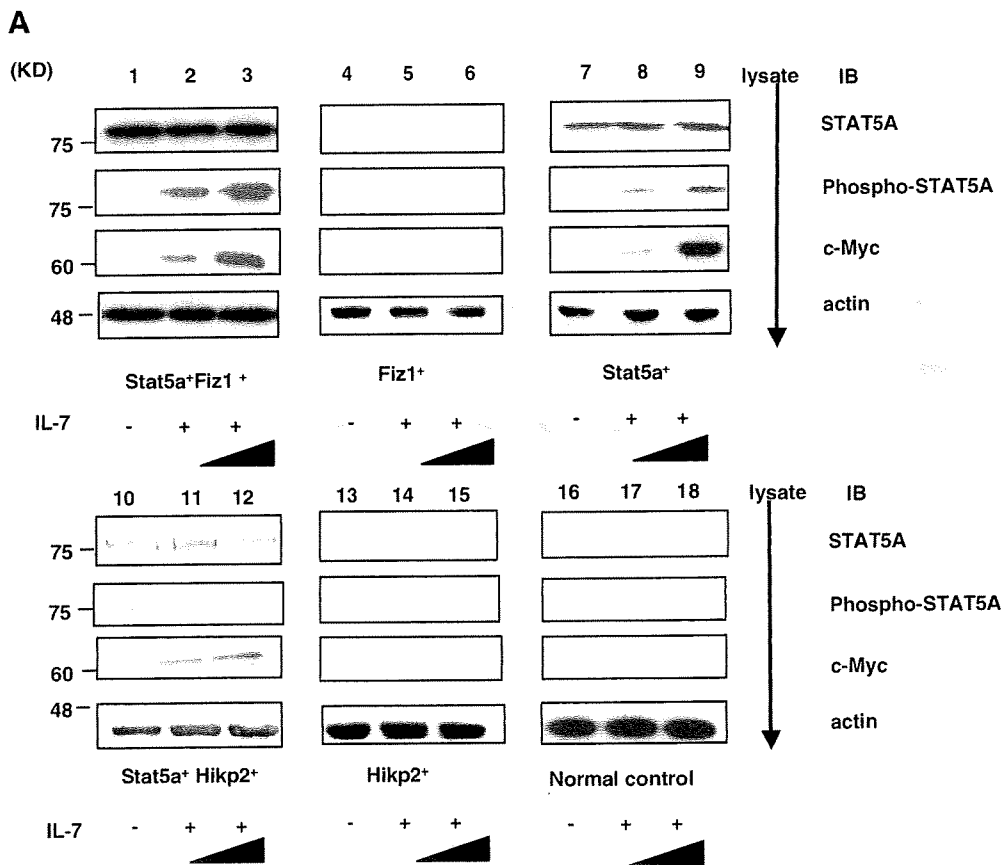 A
(KD) 1 2 3 4 5 6 7 8 9 lysate IB
75 STAT5A
75 Phospho-STAT5A
60 c-Myc
48 actin
Stat5a+Fiz1 + Fiz1+ Stat5a+
IL-7 - + + - + + - + +
10 11 12 13 14 15 16 17 18 lysate IB
75 STAT5A
75 Phospho-STAT5A
60 c-Myc
48 actin
Stat5a+ Hikp2+ Hikp2+ Normal control
IL-7 - + + - + + - + +